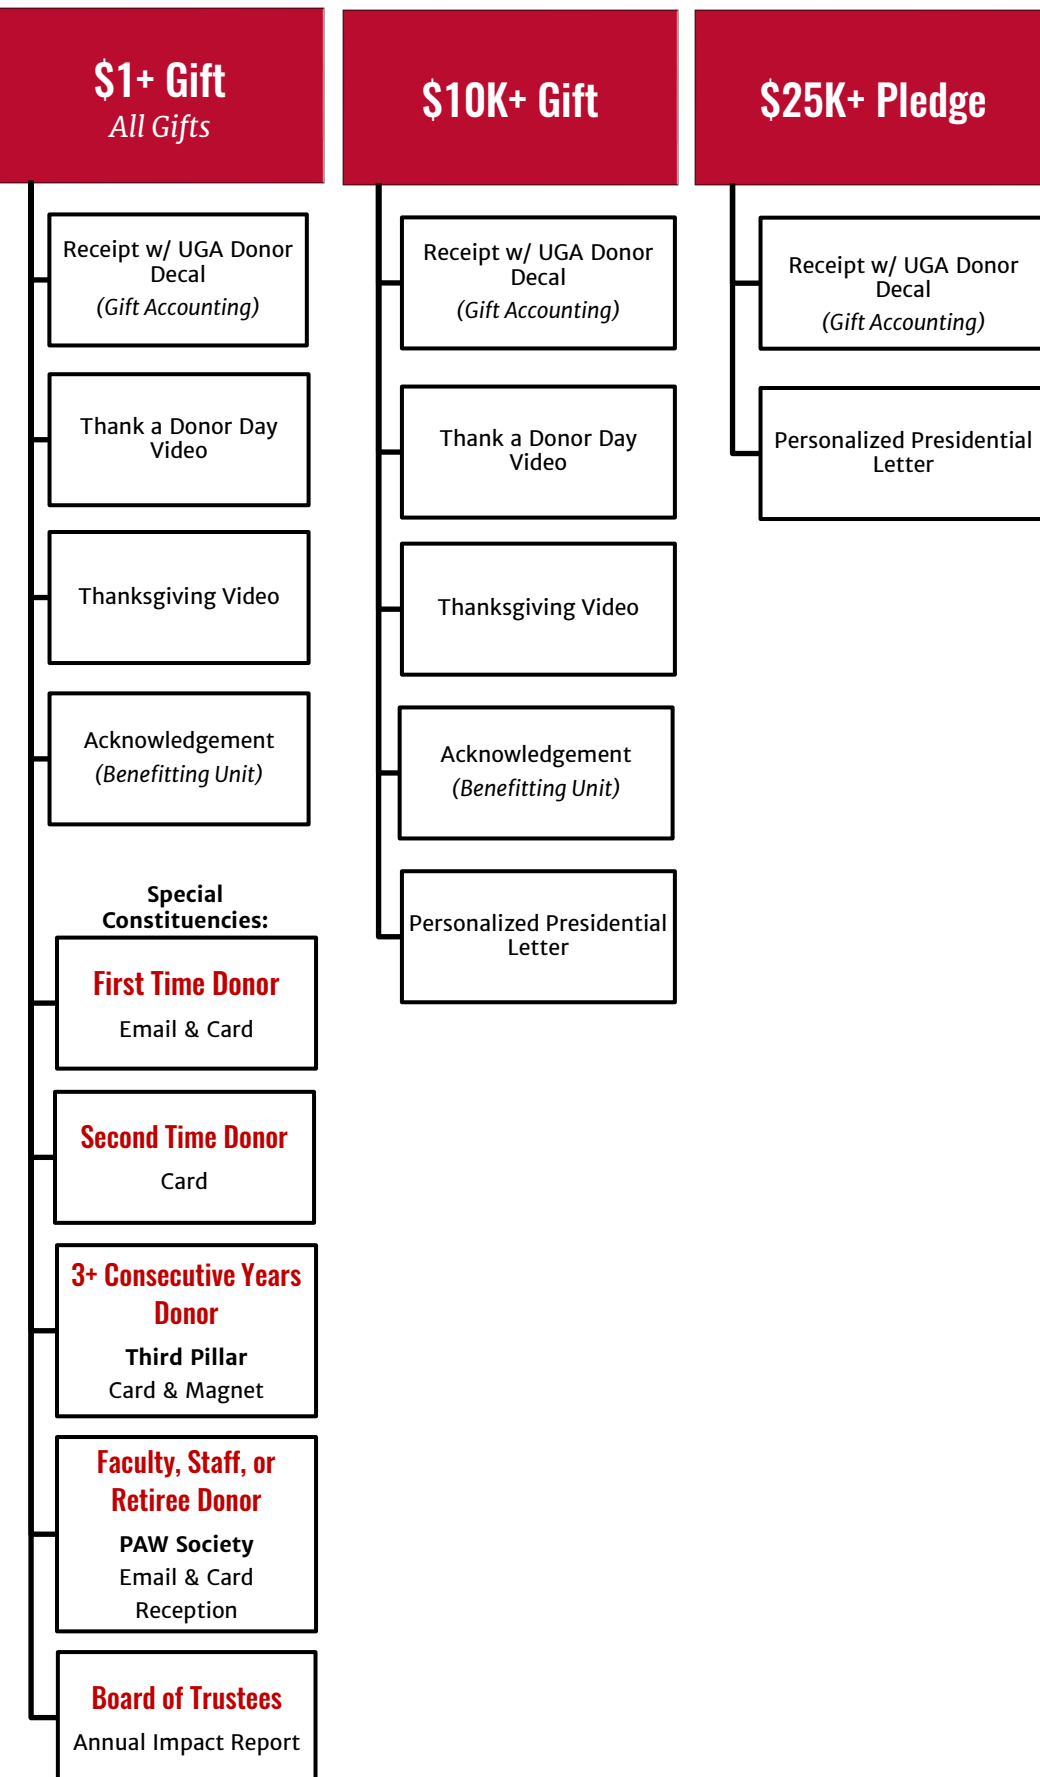 $1+ Gift
All Gifts
Receipt w/ UGA Donor
Decal
(Gift Accounting)
Thank a Donor Day
Video
Thanksgiving Video
Acknowledgement
(Benefitting Unit)
Special
Constituencies:
First Time Donor
Email & Card
Second Time Donor
Card
3+ Consecutive Years
Donor
Third Pillar
Card & Magnet
Faculty, Staff, or
Retiree Donor
PAW Society
Email & Card
Reception
Board of Trustees
Annual Impact Report
$10K+ Gift
Receipt w/ UGA Donor
Decal
(Gift Accounting)
Thank a Donor Day
Video
Thanksgiving Video
Acknowledgement
(Benefitting Unit)
Personalized Presidential
Letter
$25K+ Pledge
Receipt w/ UGA Donor
Decal
(Gift Accounting)
Personalized Presidential
Letter